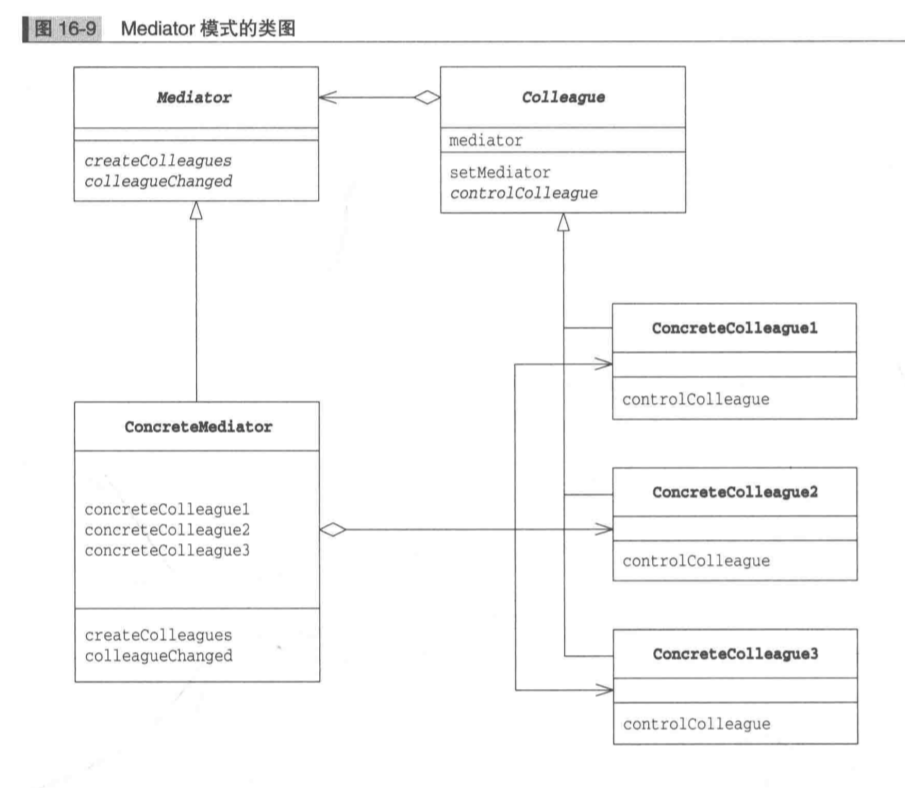 图 16-9 Mediator 模式的类图
Mediator
createColleagues
colleagueChanged
Colleague
mediator
setMediator
controlColleague
ConcreteColleague1
controlColleague
ConcreteMediator
concreteColleague1
concreteColleague2
concreteColleague3
createColleagues
colleagueChanged
ConcreteColleague2
controlColleague
ConcreteColleague3
controlColleague